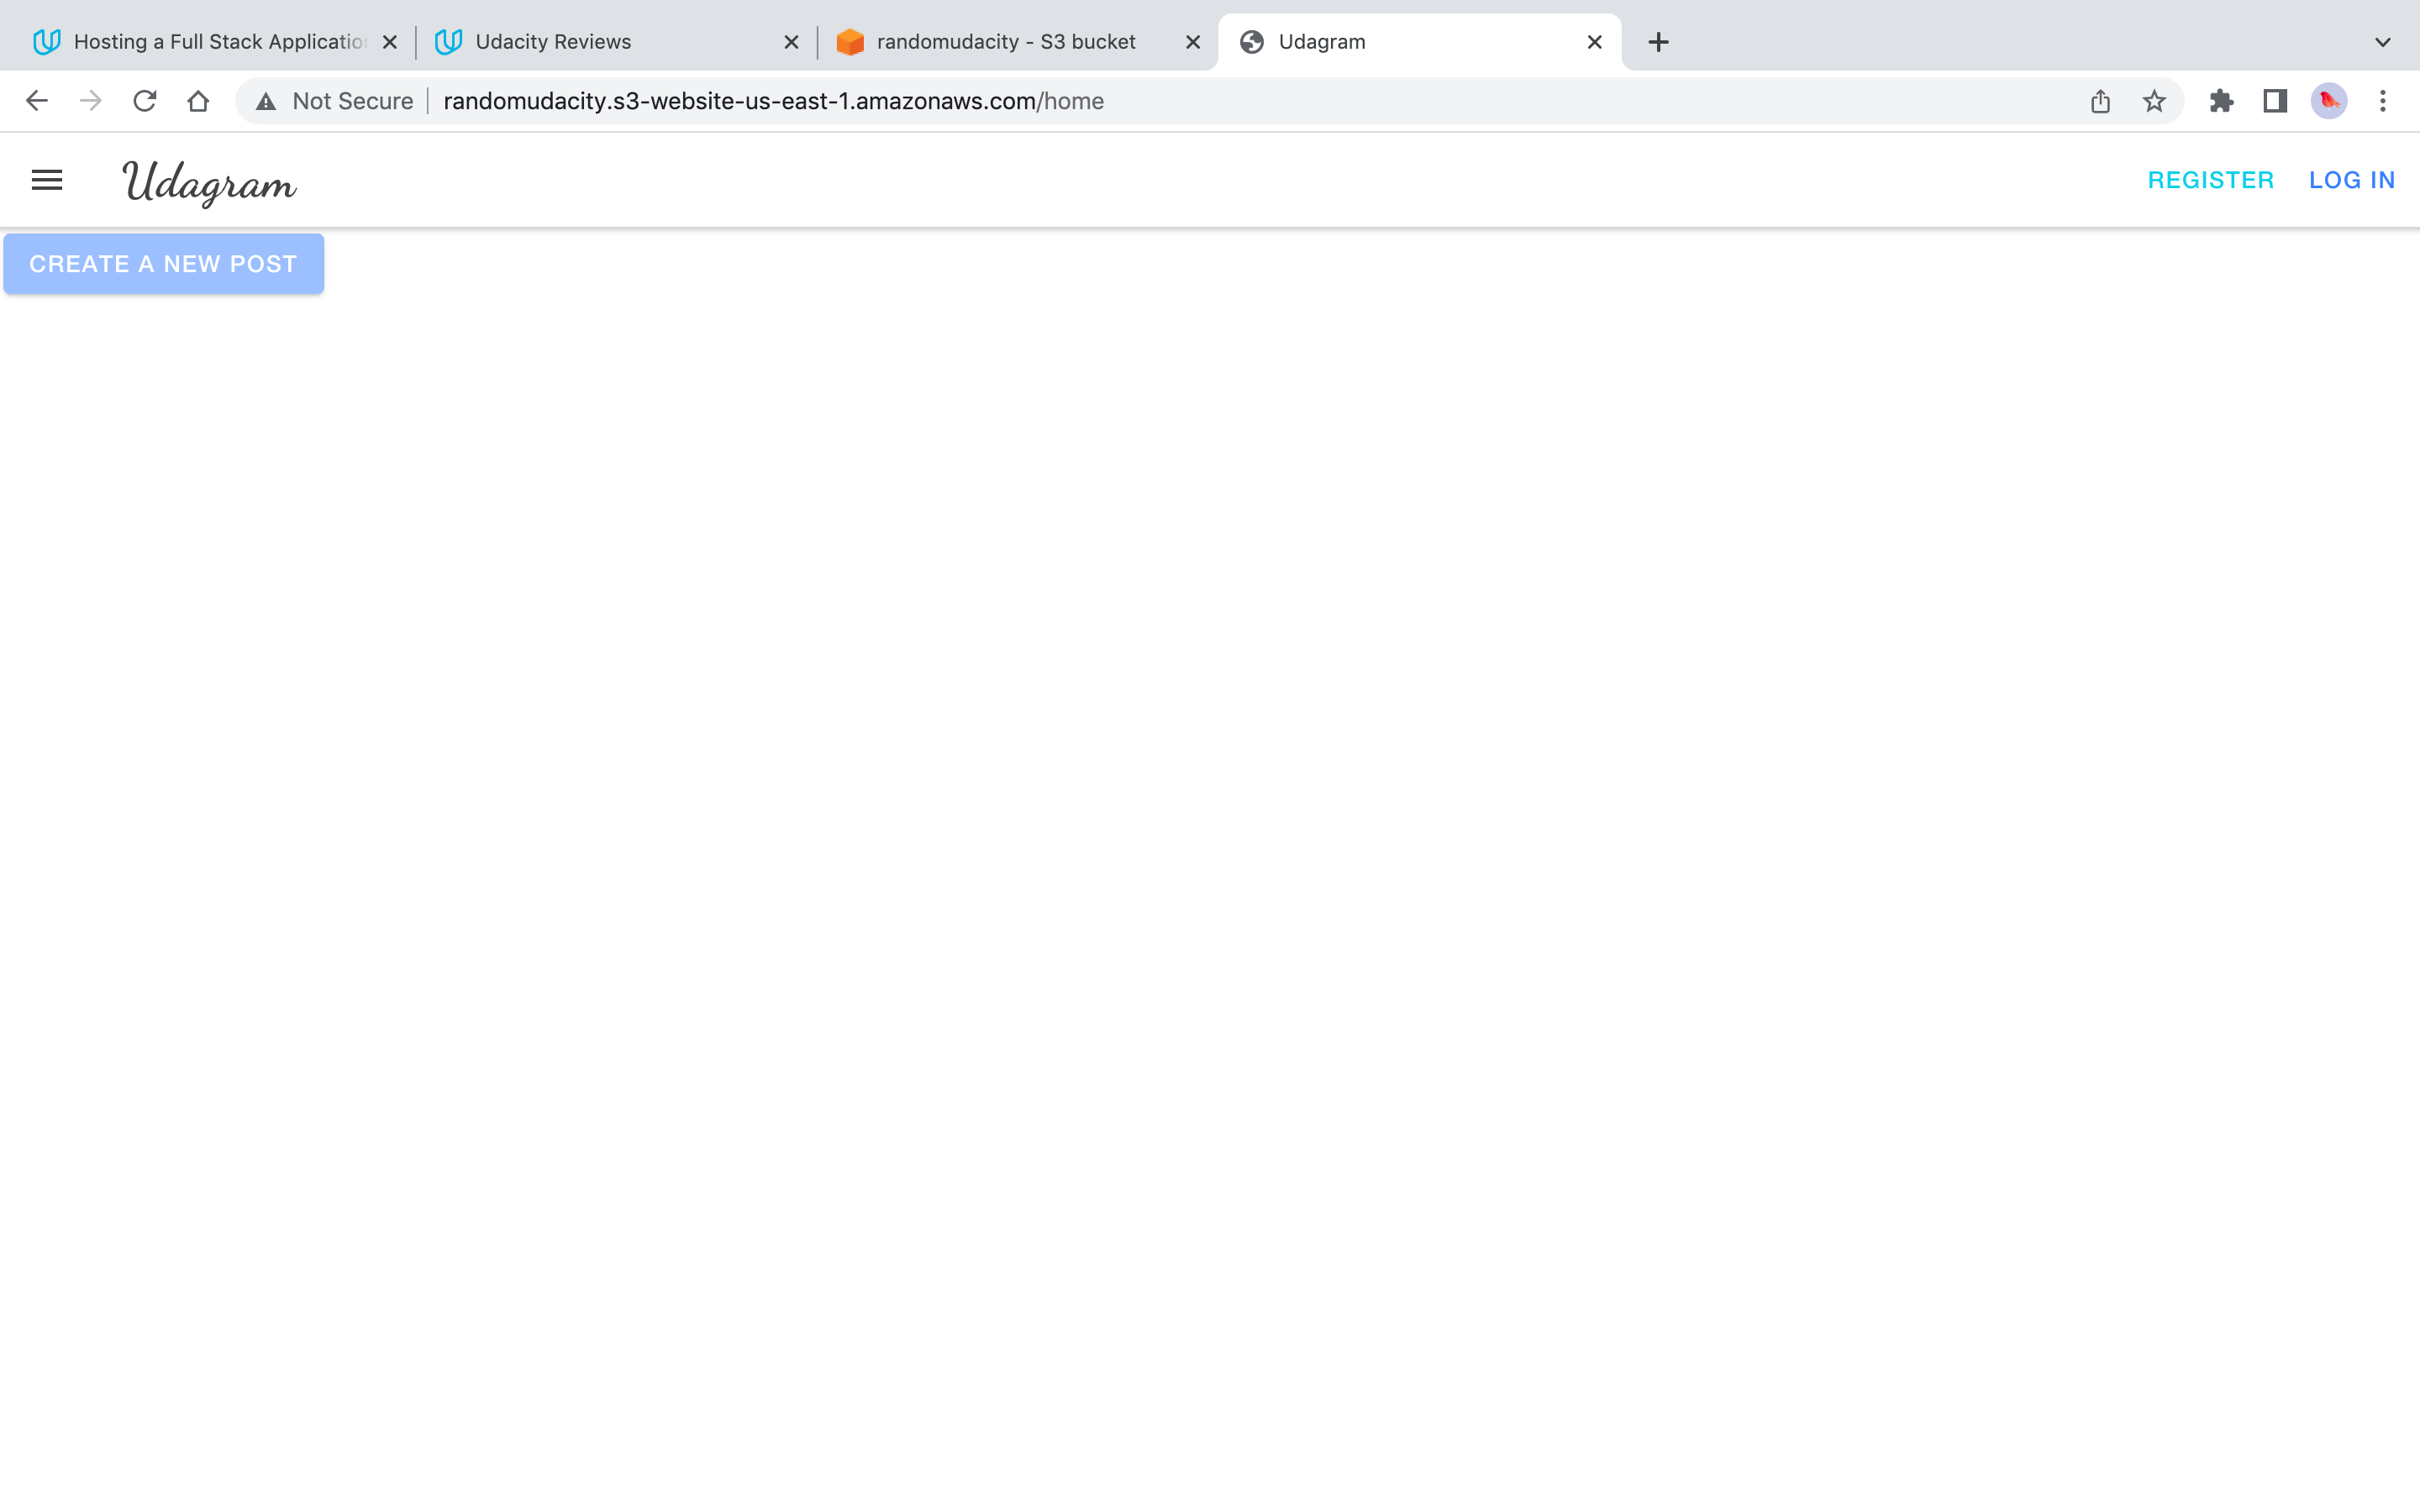 Hosting a Full Stack Application
Udacity Reviews
randomudacity - S3 bucket
Udagram
Not Secure
randomudacity.s3-website-us-east-1.amazonaws.com/home
Udagram
REGISTER
LOG IN
CREATE A NEW POST